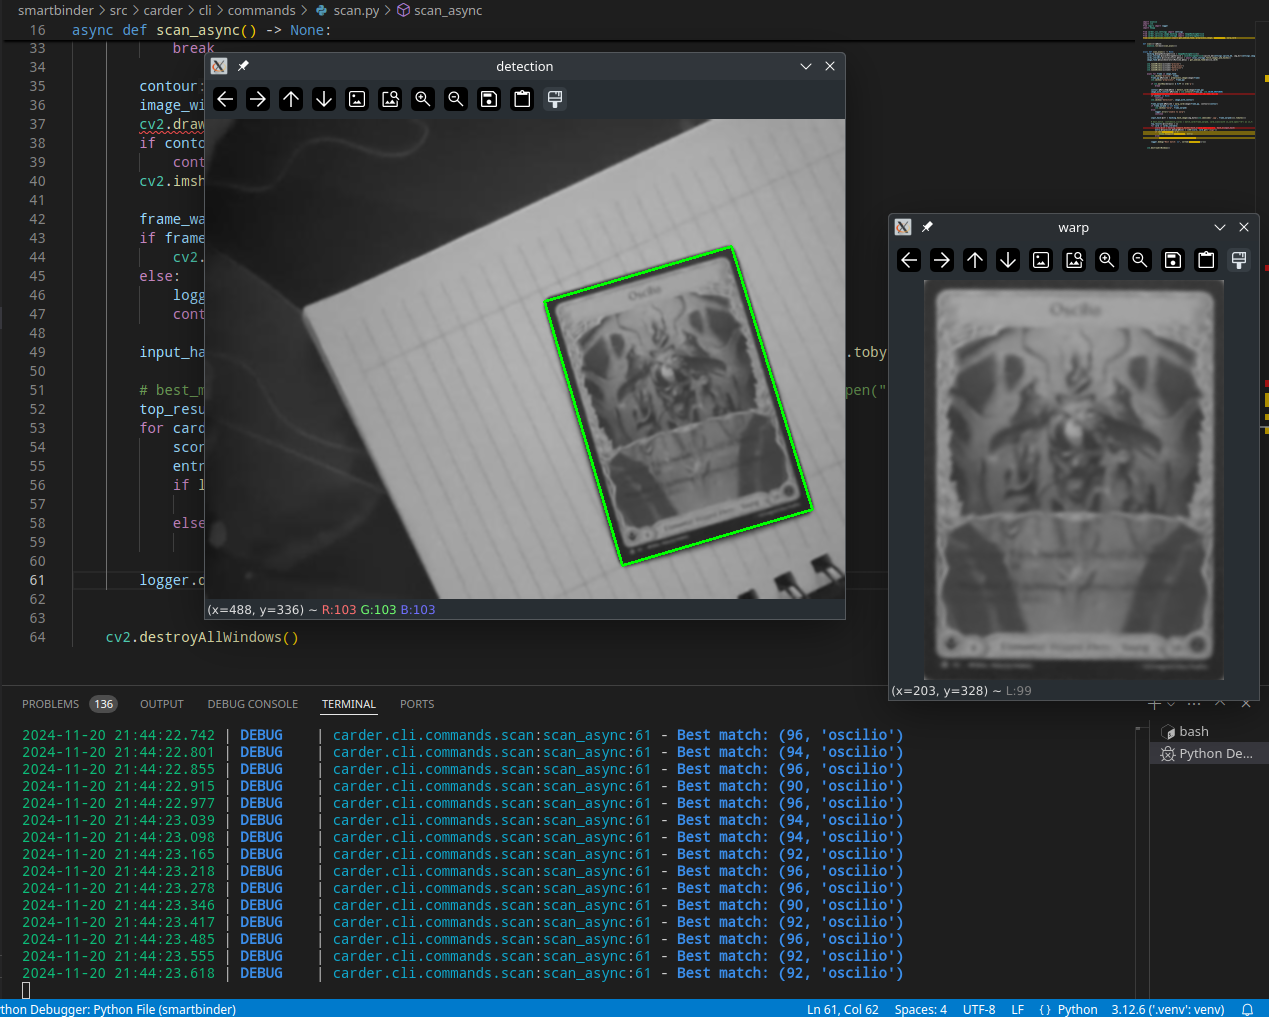 smartbinder > src > carder > cli > commands > scan.py > scan_async
16 async def scan_async() -> None:
33 break
34
35 contour:
36 image_wi
37 cv2.draw
38 if conto
39 cont
40 cv2.imsh
41
42 frame_wa
43 if frame
44 cv2.
45 else:
46 logg
47 cont
48
49 input_ha .toby
50
51 # best_m pen("
52 top_resu
53 for card
54 scor
55 entr
56 if l
57
58 else
59
60
61 logger.d
62
63
64 cv2.destroyAllWindows()
detection
Oscilio
(x=488, y=336) ~ R:103 G:103 B:103
warp
Oscilio
(x=203, y=328) ~ L:99
PROBLEMS 136 OUTPUT DEBUG CONSOLE TERMINAL PORTS
2024-11-20 21:44:22.742 | DEBUG | carder.cli.commands.scan:scan_async:61 - Best match: (96, 'oscilio')
2024-11-20 21:44:22.801 | DEBUG | carder.cli.commands.scan:scan_async:61 - Best match: (94, 'oscilio')
2024-11-20 21:44:22.855 | DEBUG | carder.cli.commands.scan:scan_async:61 - Best match: (96, 'oscilio')
2024-11-20 21:44:22.915 | DEBUG | carder.cli.commands.scan:scan_async:61 - Best match: (90, 'oscilio')
2024-11-20 21:44:22.977 | DEBUG | carder.cli.commands.scan:scan_async:61 - Best match: (96, 'oscilio')
2024-11-20 21:44:23.039 | DEBUG | carder.cli.commands.scan:scan_async:61 - Best match: (94, 'oscilio')
2024-11-20 21:44:23.098 | DEBUG | carder.cli.commands.scan:scan_async:61 - Best match: (94, 'oscilio')
2024-11-20 21:44:23.165 | DEBUG | carder.cli.commands.scan:scan_async:61 - Best match: (92, 'oscilio')
2024-11-20 21:44:23.218 | DEBUG | carder.cli.commands.scan:scan_async:61 - Best match: (96, 'oscilio')
2024-11-20 21:44:23.278 | DEBUG | carder.cli.commands.scan:scan_async:61 - Best match: (96, 'oscilio')
2024-11-20 21:44:23.346 | DEBUG | carder.cli.commands.scan:scan_async:61 - Best match: (90, 'oscilio')
2024-11-20 21:44:23.417 | DEBUG | carder.cli.commands.scan:scan_async:61 - Best match: (92, 'oscilio')
2024-11-20 21:44:23.485 | DEBUG | carder.cli.commands.scan:scan_async:61 - Best match: (96, 'oscilio')
2024-11-20 21:44:23.555 | DEBUG | carder.cli.commands.scan:scan_async:61 - Best match: (92, 'oscilio')
2024-11-20 21:44:23.618 | DEBUG | carder.cli.commands.scan:scan_async:61 - Best match: (92, 'oscilio')
bash
Python De...
thon Debugger: Python File (smartbinder) Ln 61, Col 62 Spaces: 4 UTF-8 LF {} Python 3.12.6 ('.venv': venv)